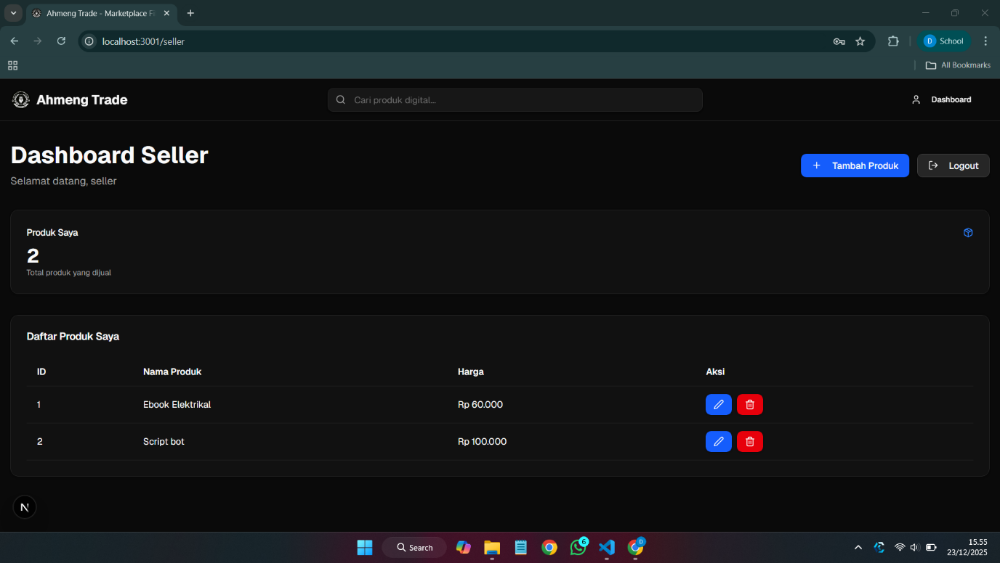 Ahmeng Trade - Marketplace Fi
localhost:3001/seller
D School
All Bookmarks
Ahmeng Trade
Cari produk digital...
Dashboard
Dashboard Seller
Selamat datang, seller
Tambah Produk
Logout
Produk Saya
2
Total produk yang dijual
Daftar Produk Saya
ID Nama Produk Harga Aksi
1 Ebook Elektrikal Rp 60.000
2 Script bot Rp 100.000
N
Search
6
D
15.55
23/12/2025